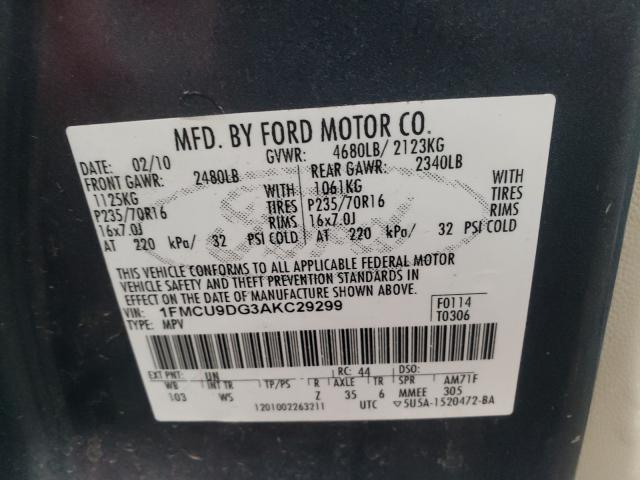 MFD. BY FORD MOTOR CO.
DATE: 02/10 GVWR: 4680LB/ 2123KG
FRONT GAWR: 2480LB REAR GAWR: 2340LB
1125KG WITH 1061KG WITH
P235/70R16 TIRES P235/70R16 TIRES
16x7.0J RIMS 16x7.0J RIMS
AT 220 kPa/ 32 PSI COLD AT 220 kPa/ 32 PSI COLD
THIS VEHICLE CONFORMS TO ALL APPLICABLE FEDERAL MOTOR
VEHICLE SAFETY AND THEFT PREVENTION STANDARDS IN
EFFECT ON THE DATE OF MANUFACTURE SHOWN ABOVE.
VIN: 1FMCU9DG3AKC29299 F0114
TYPE: MPV T0306
EXT PNT: UN RC: 44 DSO:
WB INT TR TP/PS R AXLE TR SPR AM71F
103 WS Z 35 6 MMEE 305
1201002263211 UTC ▽5U5A-1520472-BA
Ford